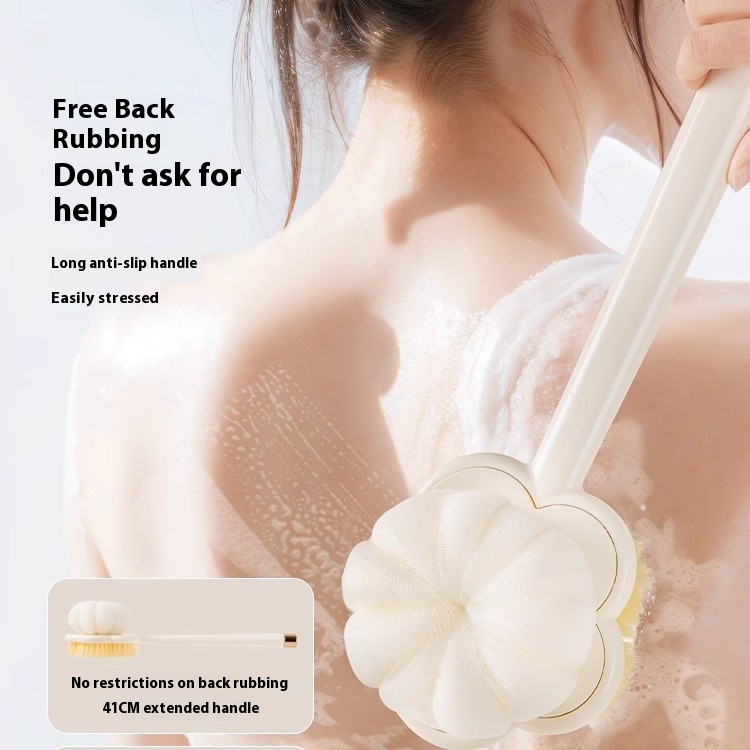 Free Back
Rubbing
Don't ask for
help
Long anti-slip handle
Easily stressed
No restrictions on back rubbing
41CM extended handle